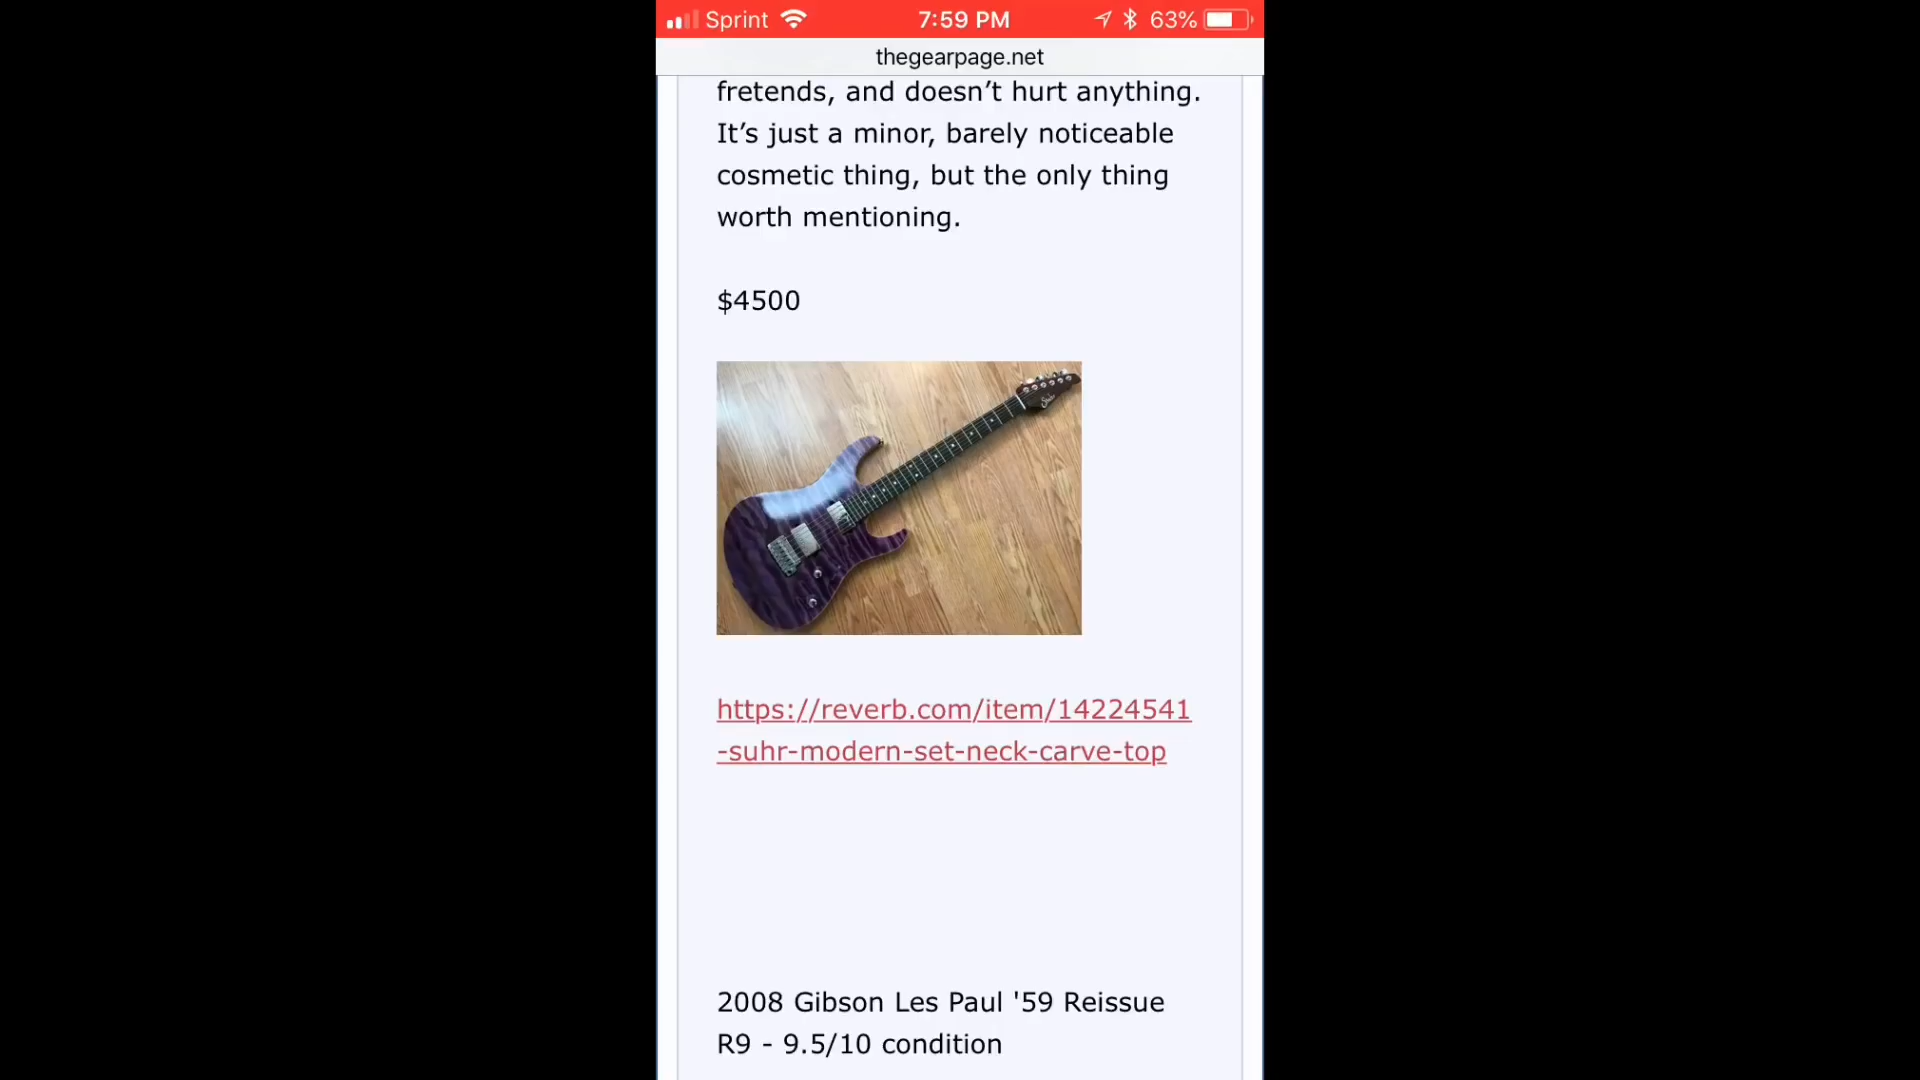 Sprint 7:59 PM 63%
thegearpage.net
fretends, and doesn’t hurt anything.
It’s just a minor, barely noticeable
cosmetic thing, but the only thing
worth mentioning.
$4500
Suhr
https://reverb.com/item/14224541
-suhr-modern-set-neck-carve-top
2008 Gibson Les Paul '59 Reissue
R9 - 9.5/10 condition